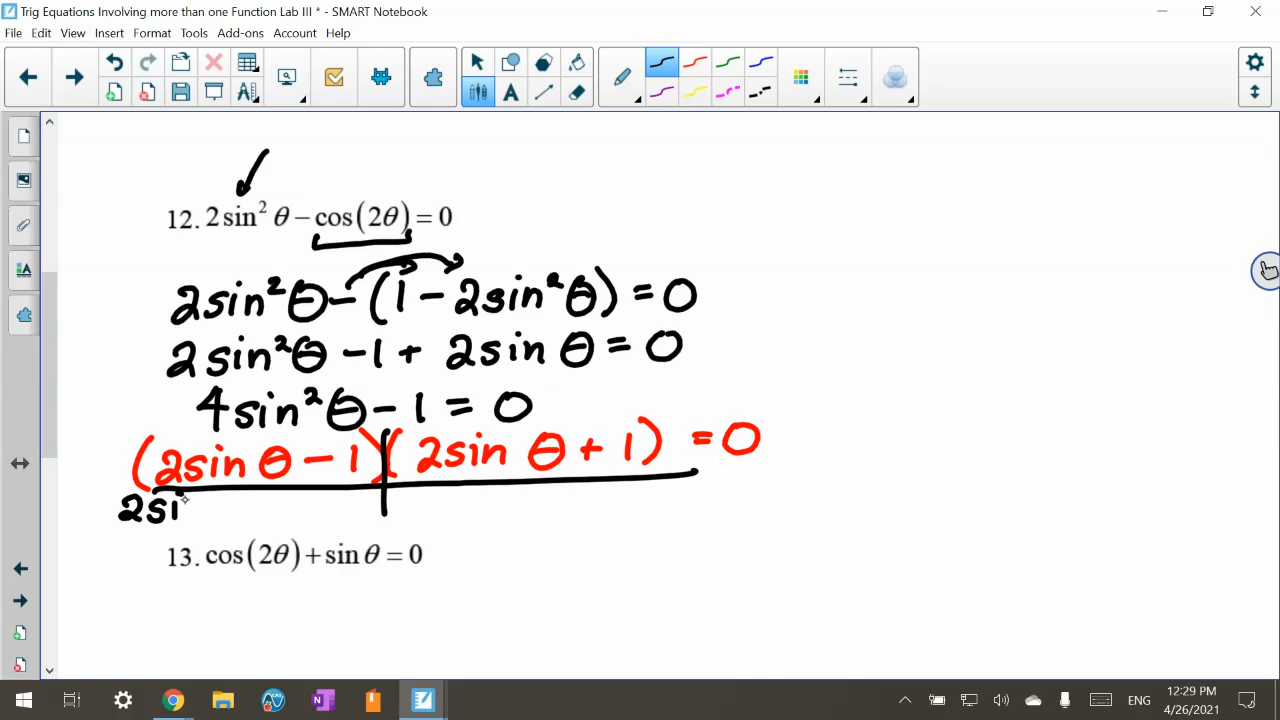 Trig Equations Involving more than one Function Lab III * - SMART Notebook
File Edit View Insert Format Tools Add-ons Account Help
12. 2 sin² θ − cos(2θ) = 0
2sin²θ − (1 − 2sin²θ) = 0
2sin²θ − 1 + 2sin θ = 0
4sin²θ − 1 = 0
(2sin θ − 1)(2sin θ + 1) = 0
2si
13. cos(2θ) + sin θ = 0
ENG
12:29 PM
4/26/2021